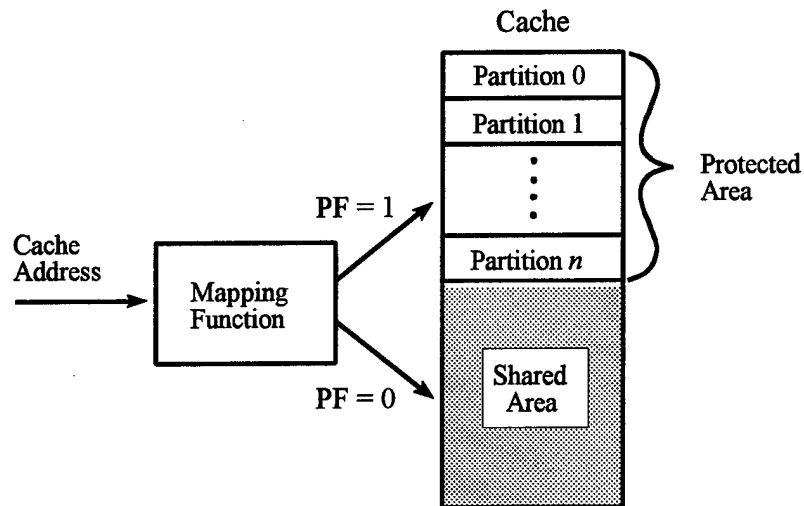 Cache
Partition 0
Partition 1
Protected
Area
PF = 1
Cache
Address
Mapping
Function
Partition n
Shared
Area
PF = 0